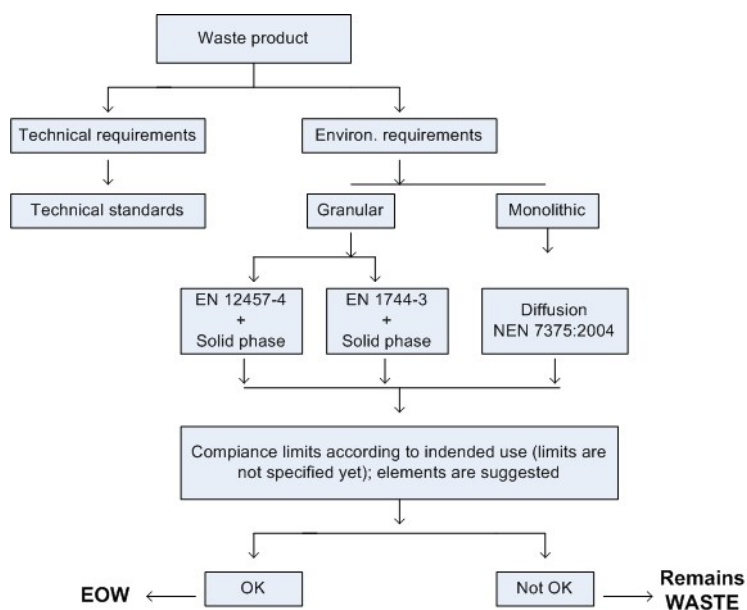 Waste product
Technical requirements
Environ. requirements
Technical standards
Granular
Monolithic
EN 12457-4
+
Solid phase
EN 1744-3
+
Solid phase
Diffusion
NEN 7375:2004
Compiance limits according to indended use (limits are
not specified yet); elements are suggested
EOW
OK
Not OK
Remains
WASTE